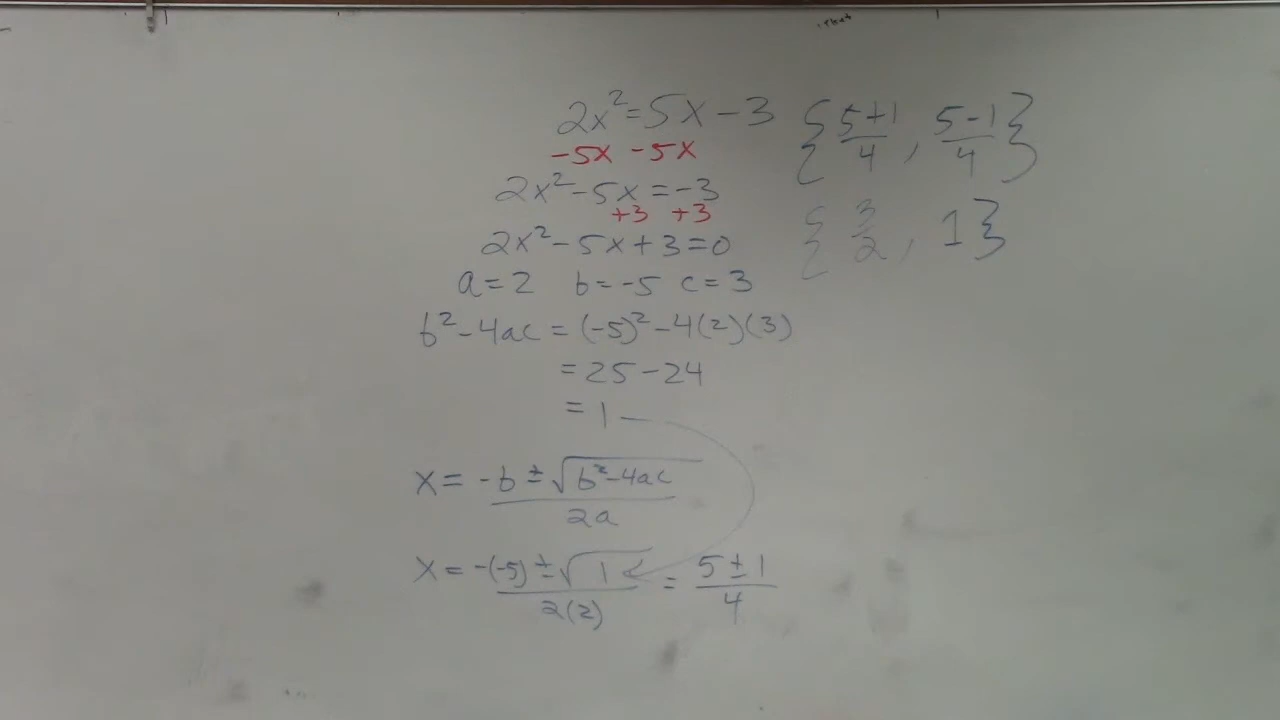 2x² = 5x - 3
-5x -5x
2x² - 5x = -3
+3 +3
2x² - 5x + 3 = 0
a = 2 b = -5 c = 3
b² - 4ac = (-5)² - 4(2)(3)
= 25 - 24
= 1
x = -b ± √(b² - 4ac) / 2a
x = -(-5) ± √1 / 2(2) = 5 ± 1 / 4
{ 5+1 / 4 , 5-1 / 4 }
{ 3/2 , 1 }